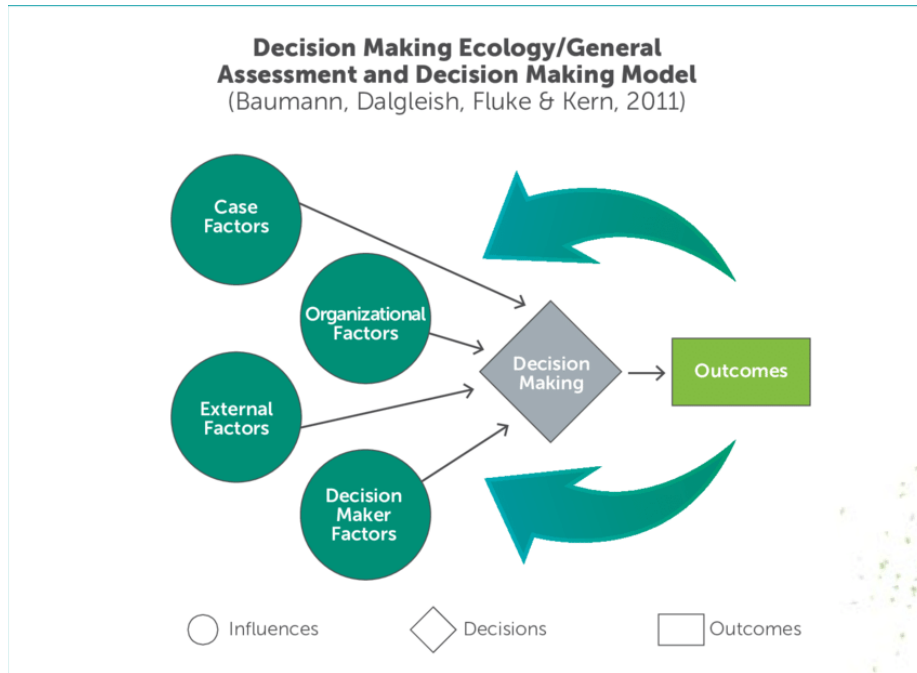 Decision Making Ecology/General
Assessment and Decision Making Model
(Baumann, Dalgleish, Fluke & Kern, 2011)
Case
Factors
Organizational
Factors
External
Factors
Decision
Maker
Factors
Decision
Making
Outcomes
Influences
Decisions
Outcomes